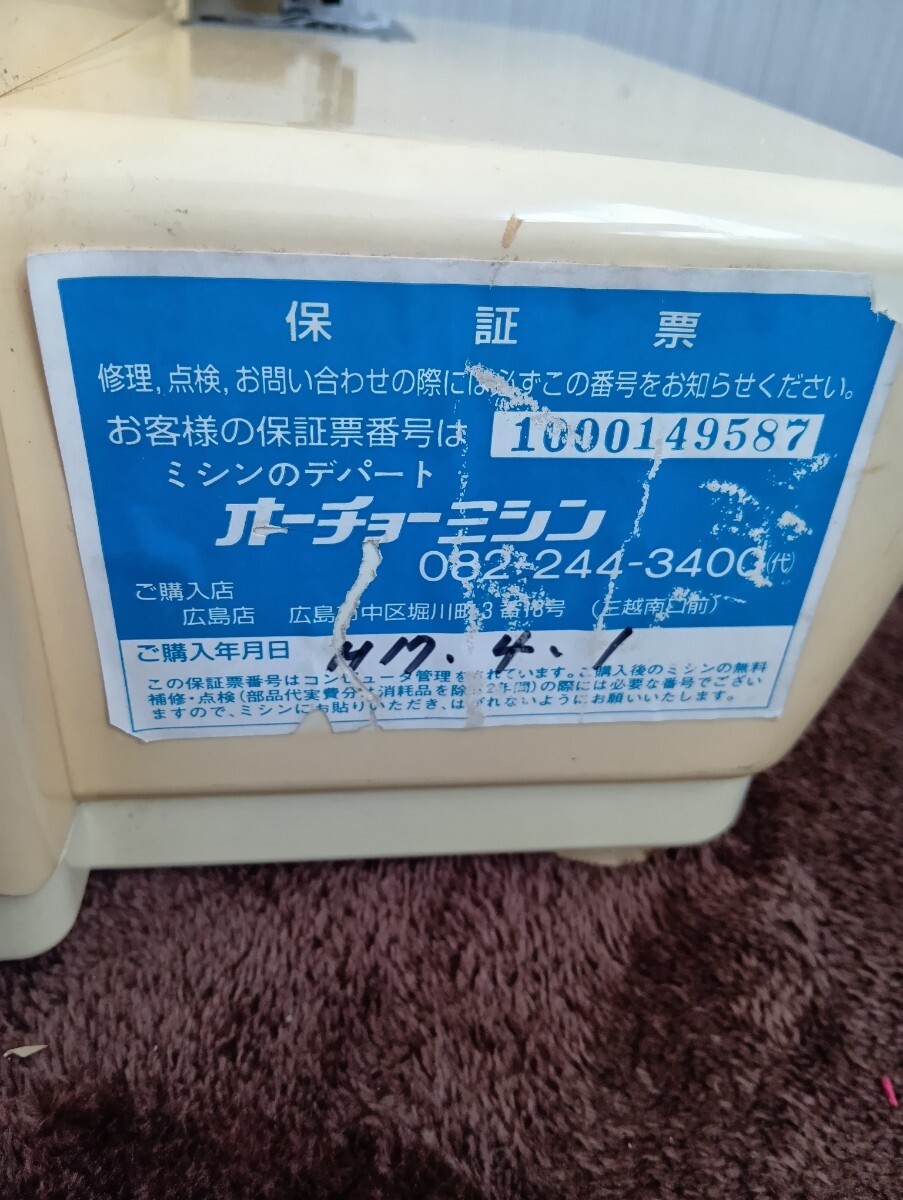 保証票
修理,点検,お問い合わせの際には必ずこの番号をお知らせください。
お客様の保証票番号は 1000149587
ミシンのデパート
オーチョーミシン
082-244-3400(代)
ご購入店
広島店 広島市中区堀川町3番18号 (三越南口前)
ご購入年月日 H17.4.1
この保証票番号はコンピュータ管理をされています。ご購入後のミシンの無料
補修・点検(部品代実費分・消耗品を除き2年間)の際には必要な番号でござい
ますので、ミシンにお貼りいただき、はがれないようにお願いいたします。